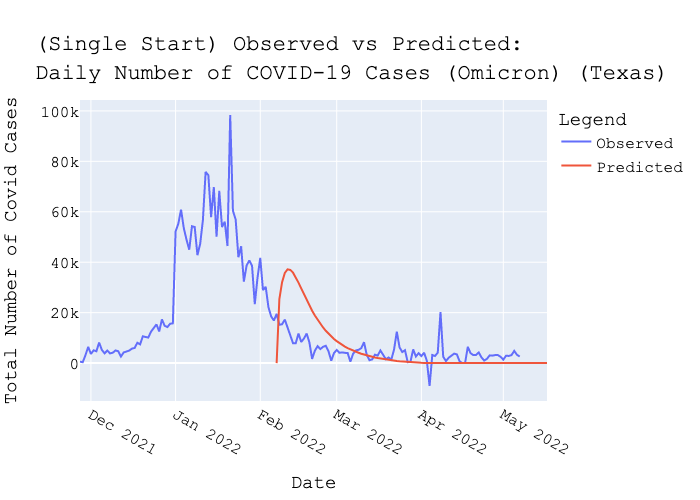 (Single Start) Observed vs Predicted:
Daily Number of COVID-19 Cases (Omicron) (Texas)
Total Number of Covid Cases
100k
80k
60k
40k
20k
0
Legend
Observed
Predicted
Dec 2021
Jan 2022
Feb 2022
Mar 2022
Apr 2022
May 2022
Date